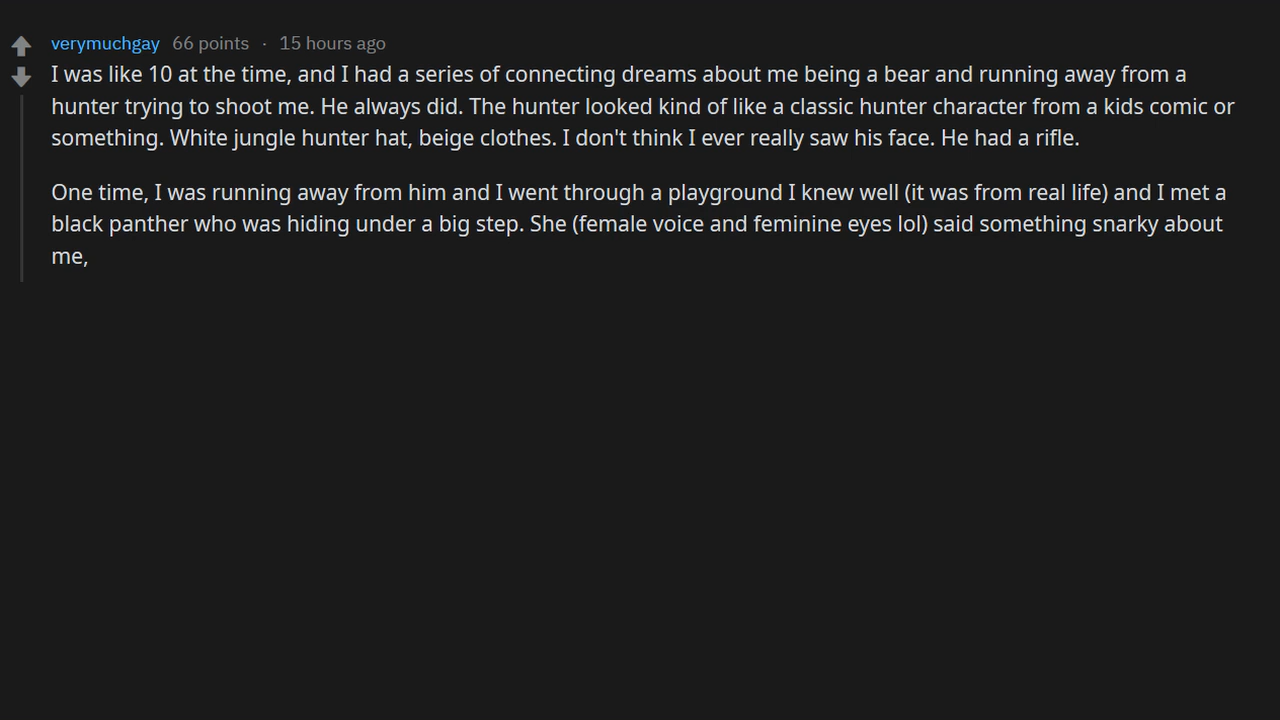 verymuchgay 66 points · 15 hours ago
I was like 10 at the time, and I had a series of connecting dreams about me being a bear and running away from a
hunter trying to shoot me. He always did. The hunter looked kind of like a classic hunter character from a kids comic or
something. White jungle hunter hat, beige clothes. I don't think I ever really saw his face. He had a rifle.
One time, I was running away from him and I went through a playground I knew well (it was from real life) and I met a
black panther who was hiding under a big step. She (female voice and feminine eyes lol) said something snarky about
me,